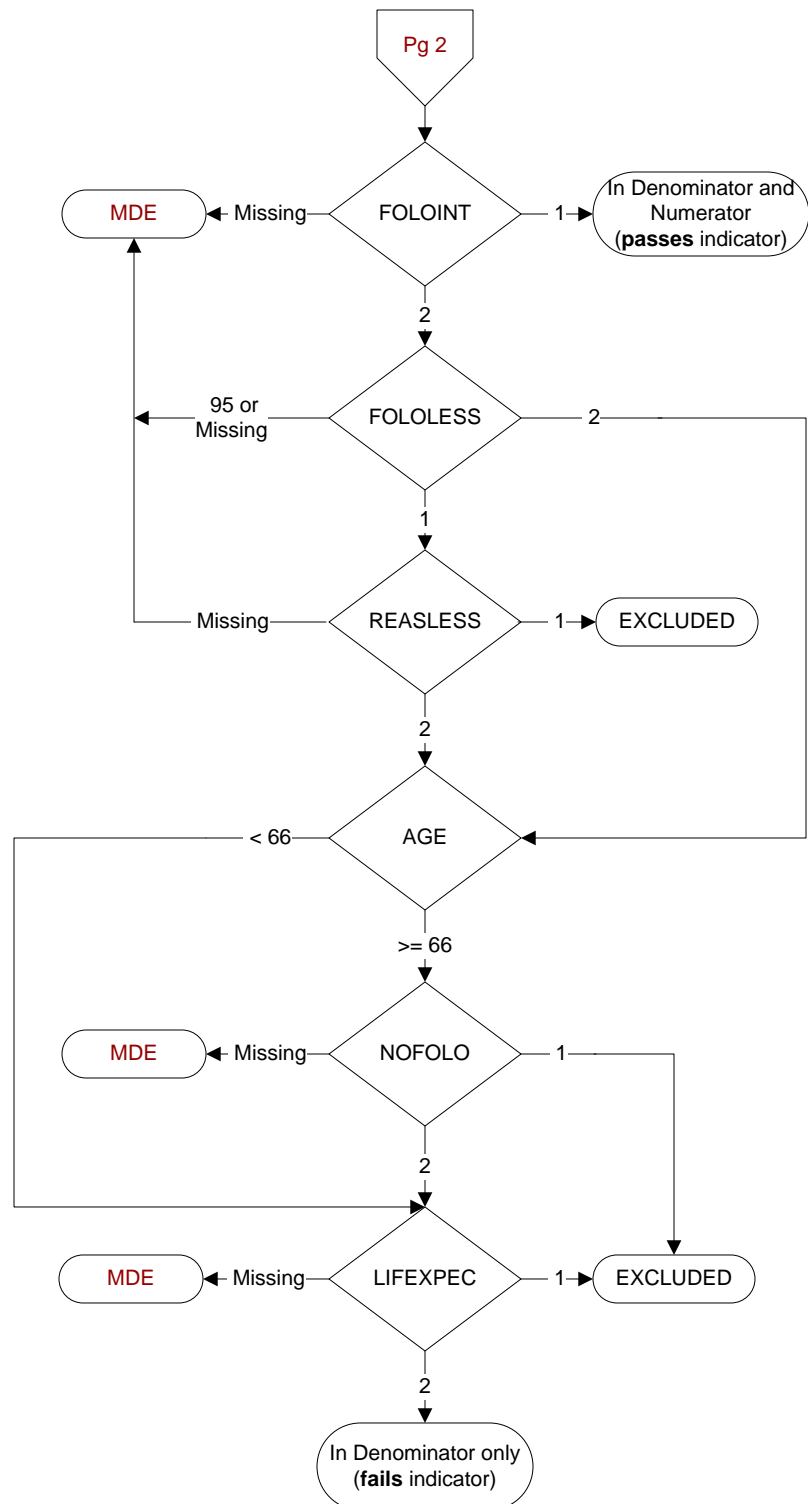 Pg 2
MDE
Missing
FOLOINT
1
In Denominator and
Numerator
(passes indicator)
2
95 or
Missing
FOLOLESS
2
1
Missing
REASLESS
1
EXCLUDED
2
< 66
AGE
>= 66
MDE
Missing
NOFOLO
1
2
MDE
Missing
LIFEXPEC
1
EXCLUDED
2
In Denominator only
(fails indicator)